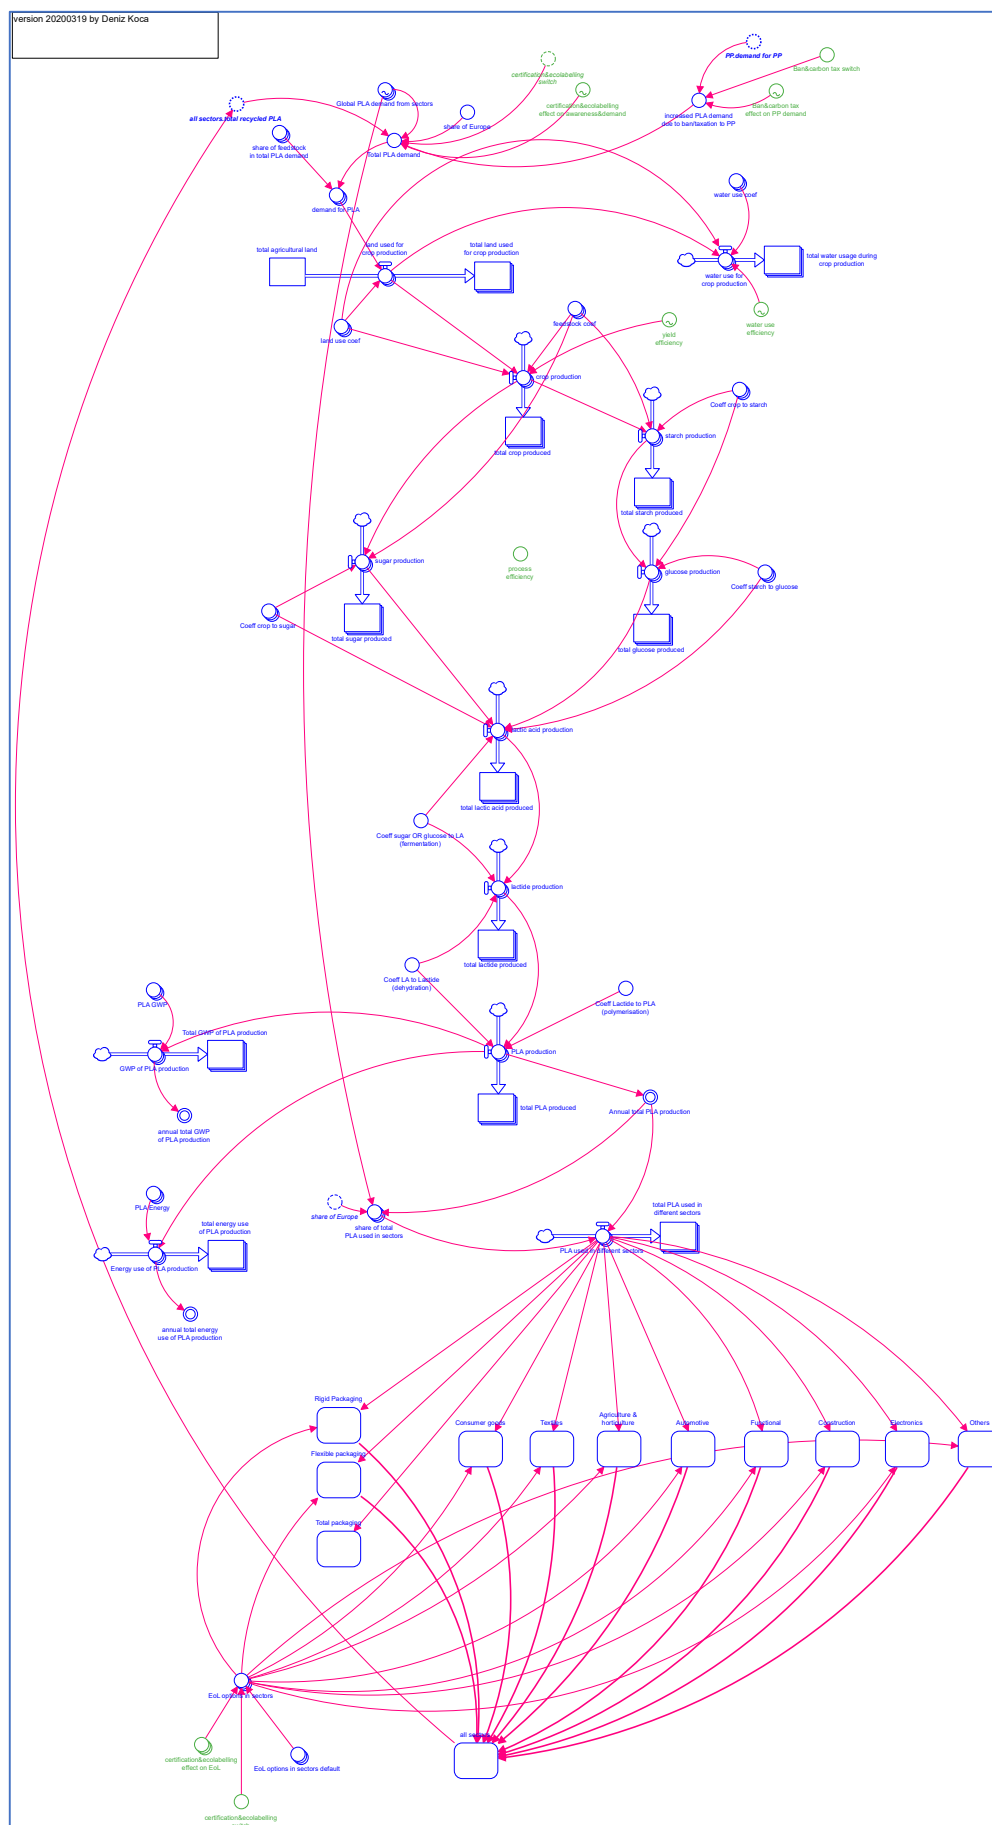 version 20200319 by Deniz Koca
PP.demand for PP
Ban&carbon tax switch
certification&ecolabelling
switch
Global PLA demand from sectors
certification&ecolabelling
effect on awareness&demand
Ban&carbon tax
effect on PP demand
all sectors.total recycled PLA
share of Europe
increased PLA demand
due to ban/taxation to PP
share of feedstock
in total PLA demand
Total PLA demand
water use coef
demand for PLA
total agricultural land
land used for
crop production
total land used
for crop production
total water usage during
crop production
water use for
crop production
feedstock coef
land use coef
yield
efficiency
water use
efficiency
crop production
Coeff crop to starch
starch production
total crop produced
total starch produced
sugar production
process
efficiency
glucose production
Coeff starch to glucose
Coeff crop to sugar
total sugar produced
total glucose produced
lactic acid production
total lactic acid produced
Coeff sugar OR glucose to LA
(fermentation)
lactide production
total lactide produced
Coeff LA to Lactide
(dehydration)
Coeff Lactide to PLA
(polymerisation)
PLA GWP
Total GWP of PLA production
PLA production
GWP of PLA production
total PLA produced
Annual total PLA production
annual total GWP
of PLA production
PLA Energy
share of Europe
share of total
PLA used in sectors
total PLA used in
different sectors
total energy use
of PLA production
PLA used in different sectors
Energy use of PLA production
annual total energy
use of PLA production
Rigid Packaging
Consumer goods
Textiles
Agriculture &
horticulture
Automotive
Functional
Construction
Electronics
Others
Flexible packaging
Total packaging
EoL options in sectors
all sectors
certification&ecolabelling
effect on EoL
EoL options in sectors default
certification&ecolabelling
switch